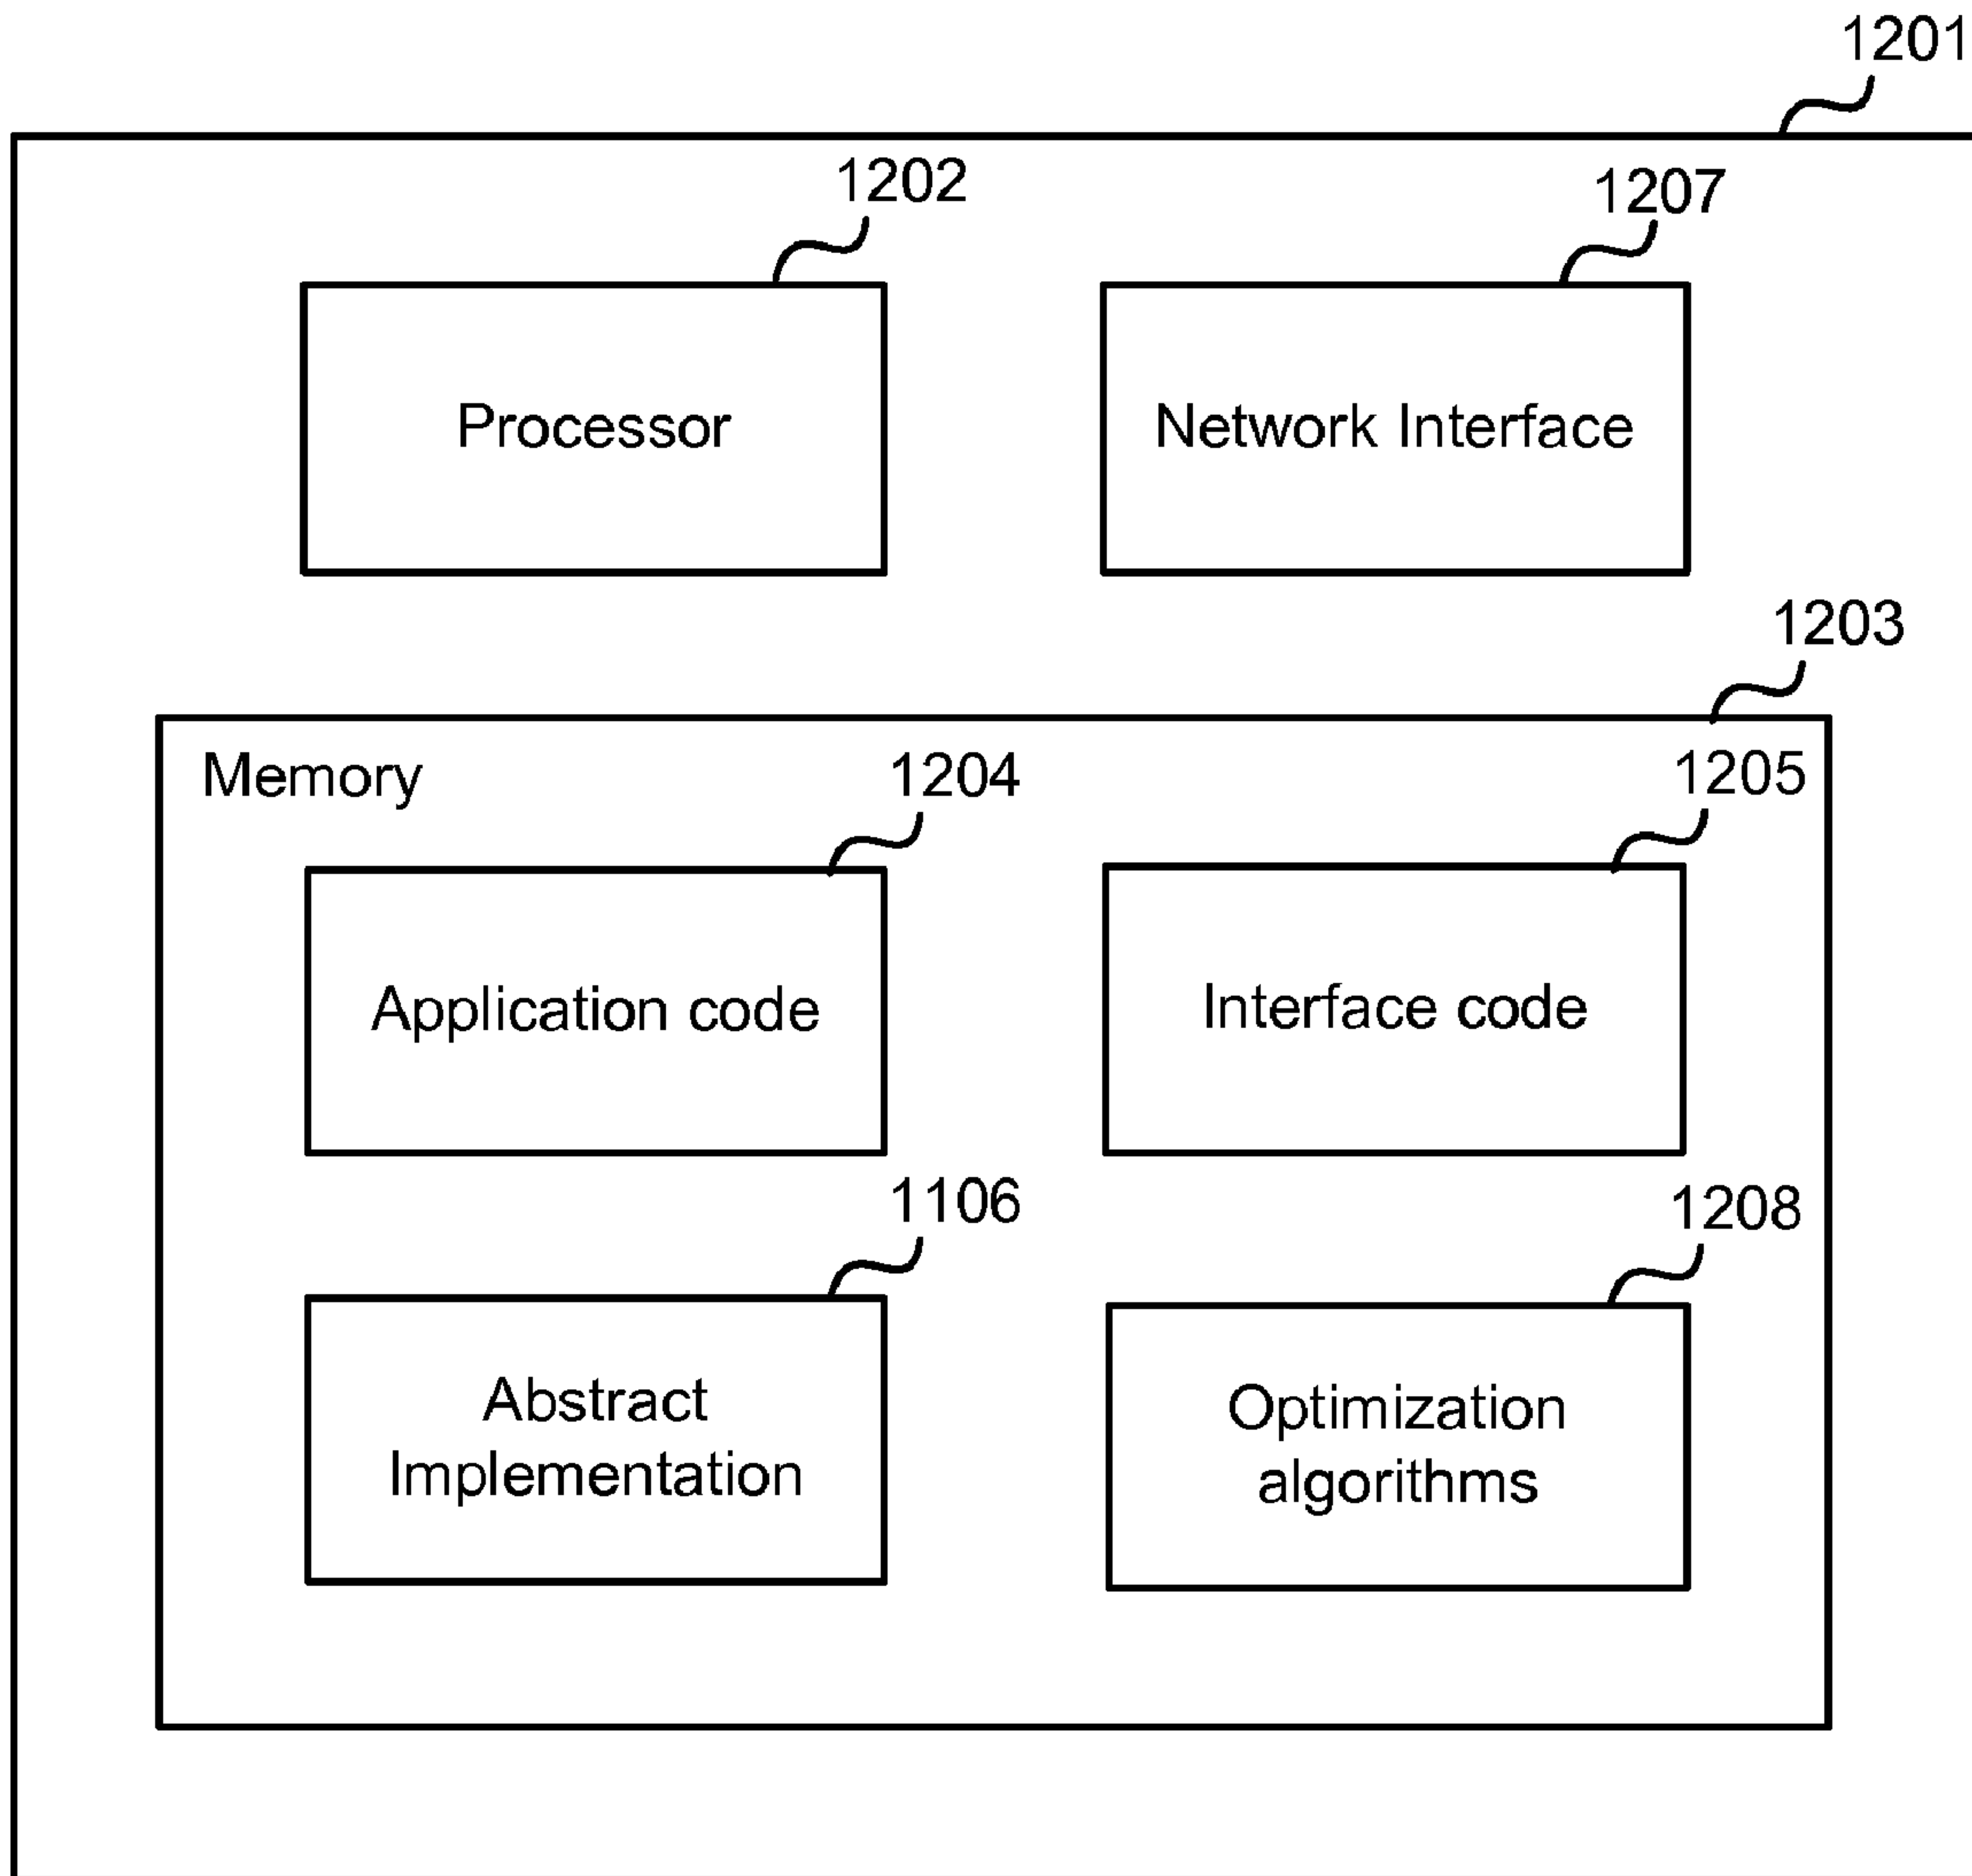 1201
1202
1207
Processor
Network Interface
1203
Memory
1204
1205
Application code
Interface code
1106
1208
Abstract
Implementation
Optimization
algorithms